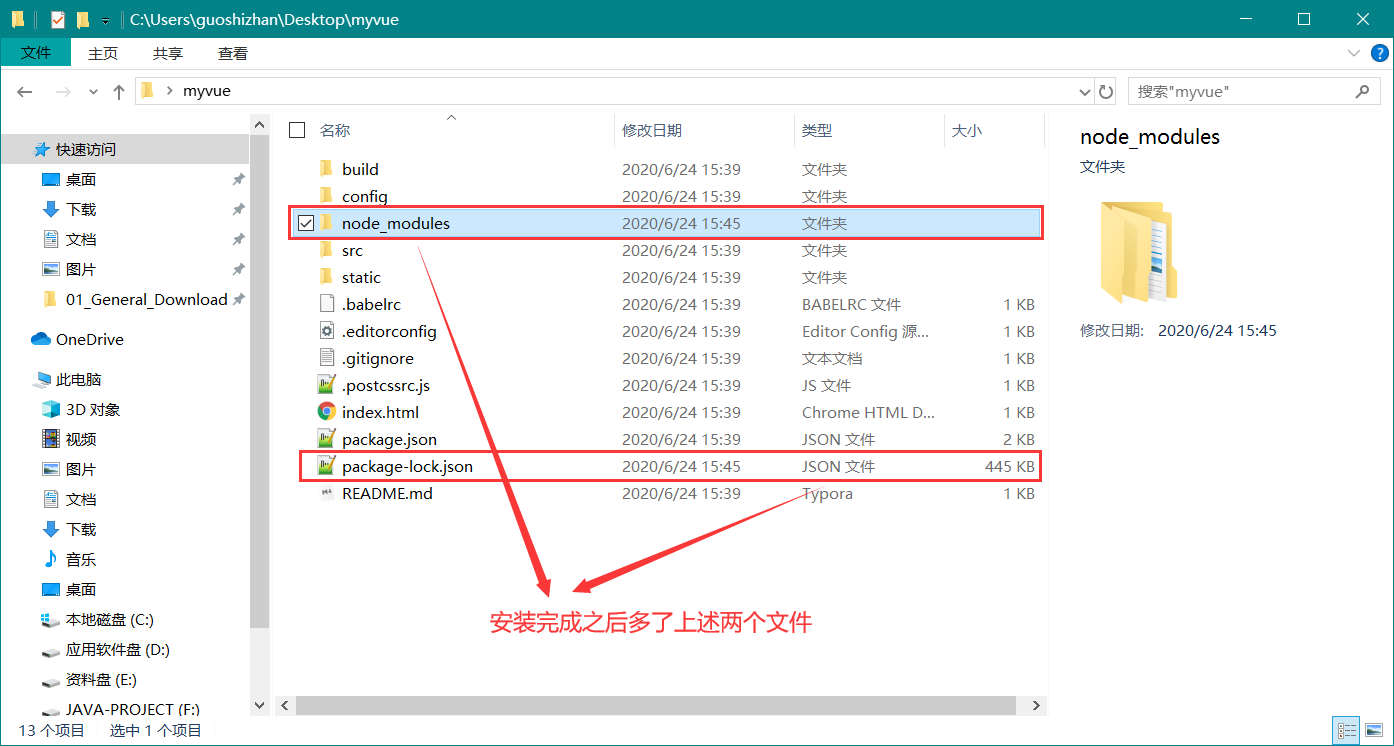 C:\Users\guoshizhan\Desktop\myvue
文件 主页 共享 查看
myvue 搜索"myvue"
名称 修改日期 类型 大小
build 2020/6/24 15:39 文件夹
config 2020/6/24 15:39 文件夹
node_modules 2020/6/24 15:45 文件夹
src 2020/6/24 15:39 文件夹
static 2020/6/24 15:39 文件夹
.babelrc 2020/6/24 15:39 BABELRC 文件 1 KB
.editorconfig 2020/6/24 15:39 Editor Config 源... 1 KB
.gitignore 2020/6/24 15:39 文本文档 1 KB
.postcssrc.js 2020/6/24 15:39 JS 文件 1 KB
index.html 2020/6/24 15:39 Chrome HTML D... 1 KB
package.json 2020/6/24 15:39 JSON 文件 2 KB
package-lock.json 2020/6/24 15:45 JSON 文件 445 KB
README.md 2020/6/24 15:39 Typora 1 KB
安装完成之后多了上述两个文件
快速访问
桌面
下载
文档
图片
01_General_Download
OneDrive
此电脑
3D 对象
视频
图片
文档
下载
音乐
桌面
本地磁盘 (C:)
应用软件盘 (D:)
资料盘 (E:)
JAVA-PROJECT (F:)
node_modules
文件夹
修改日期: 2020/6/24 15:45
13 个项目 选中 1 个项目